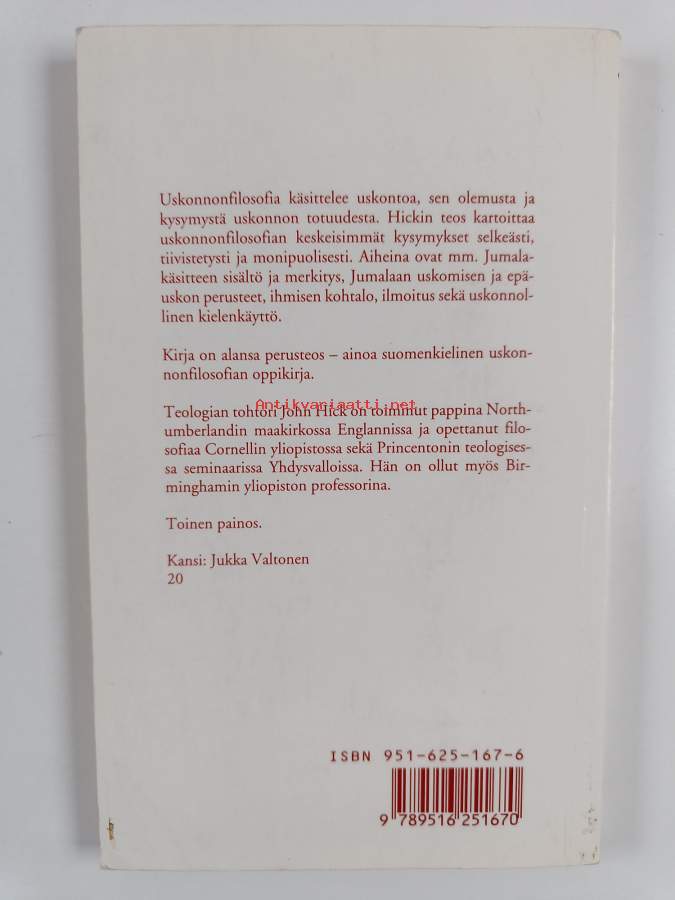 Uskonnonfilosofia käsittelee uskontoa, sen olemusta ja
kysymystä uskonnon totuudesta. Hickin teos kartoittaa
uskonnonfilosofian keskeisimmät kysymykset selkeästi,
tiivistetysti ja monipuolisesti. Aiheina ovat mm. Jumala-
käsitteen sisältö ja merkitys, Jumalaan uskomisen ja epä-
uskon perusteet, ihmisen kohtalo, ilmoitus sekä uskonnol-
linen kielenkäyttö.
Kirja on alansa perusteos – ainoa suomenkielinen uskon-
nonfilosofian oppikirja.
Antikvariaatti.net
Teologian tohtori John Hick on toiminut pappina North-
umberlandin maakirkossa Englannissa ja opettanut filo-
sofiaa Cornellin yliopistossa sekä Princentonin teologises-
sa seminaarissa Yhdysvalloissa. Hän on ollut myös Bir-
minghamin yliopiston professorina.
Toinen painos.
Kansi: Jukka Valtonen
20
ISBN 951-625-167-6
9 789516 251670